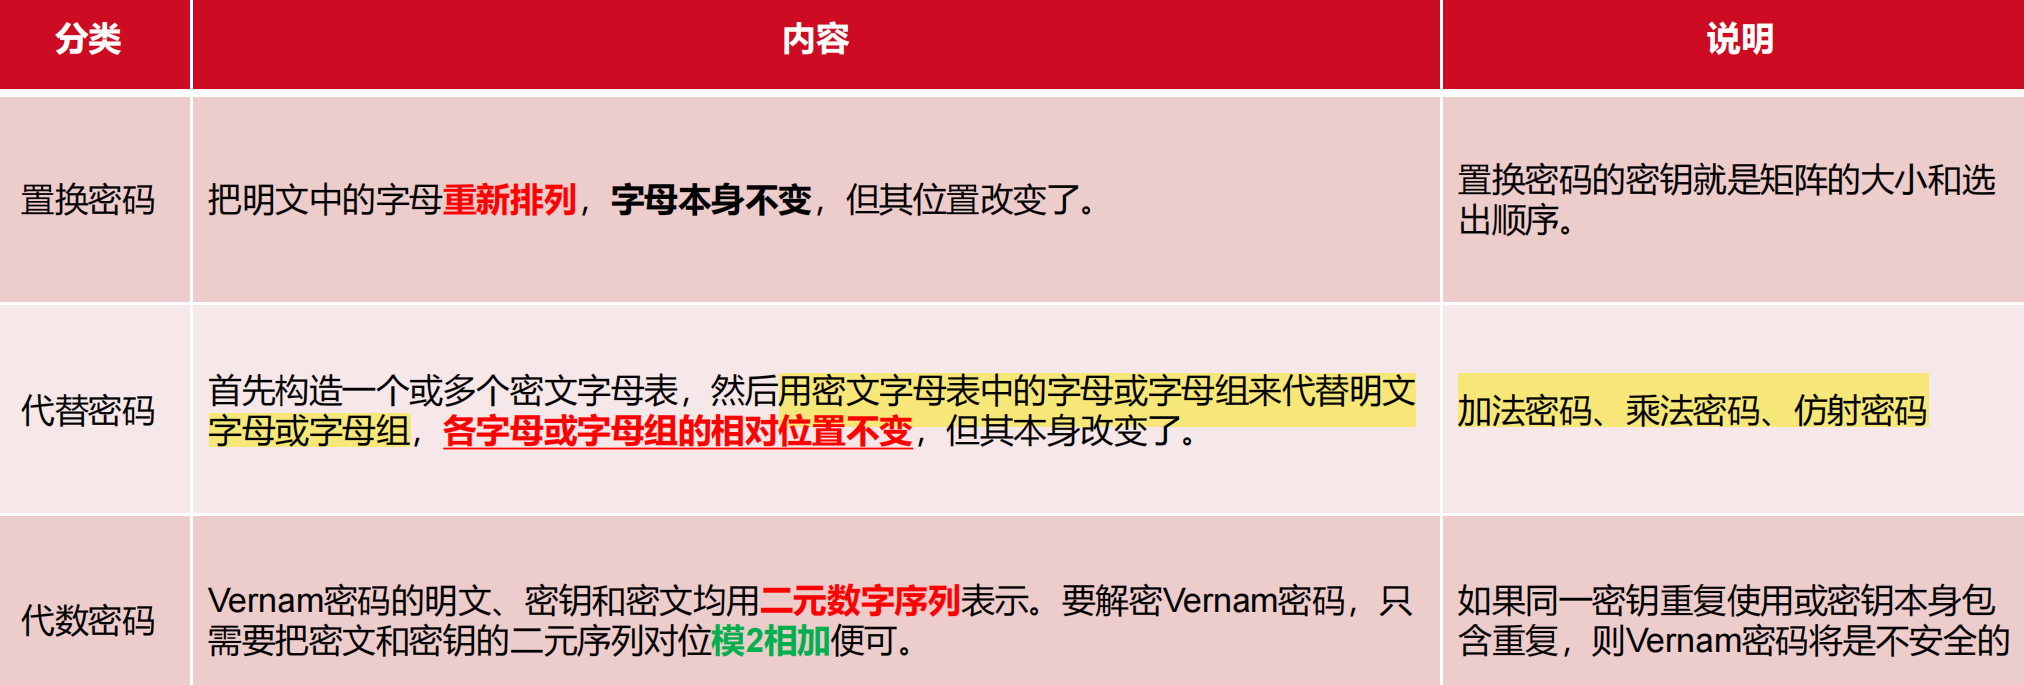 分类
内容
说明
置换密码
把明文中的字母重新排列，字母本身不变，但其位置改变了。
置换密码的密钥就是矩阵的大小和选
出顺序。
代替密码
首先构造一个或多个密文字母表，然后用密文字母表中的字母或字母组来代替明文
字母或字母组，各字母或字母组的相对位置不变，但其本身改变了。
加法密码、乘法密码、仿射密码
代数密码
Vernam密码的明文、密钥和密文均用二元数字序列表示。要解密Vernam密码，只
需要把密文和密钥的二元序列对位模2相加便可。
如果同一密钥重复使用或密钥本身包
含重复，则Vernam密码将是不安全的